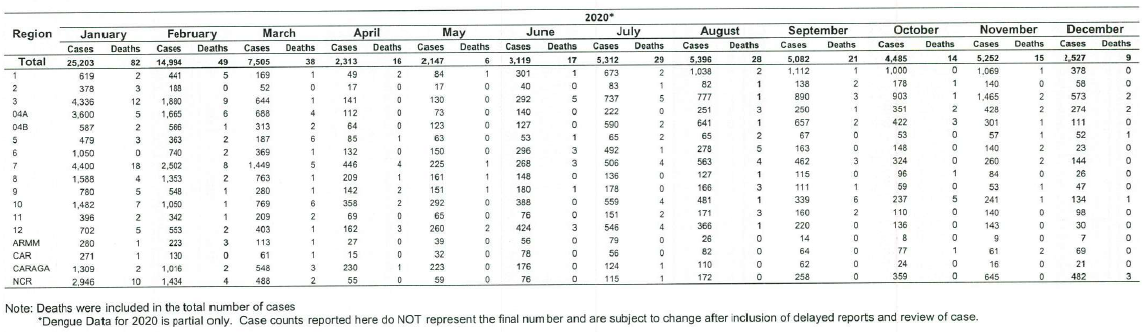 2020*
Region January February March April May June July August September October November December
Cases Deaths Cases Deaths Cases Deaths Cases Deaths Cases Deaths Cases Deaths Cases Deaths Cases Deaths Cases Deaths Cases Deaths Cases Deaths Cases Deaths
Total 25,203 82 14,994 49 7,505 38 2,313 16 2,147 6 3,119 17 5,312 29 5,396 28 5,082 21 4,485 14 5,252 15 2,527 9
1 619 2 441 5 169 1 49 2 84 1 301 1 673 2 1,038 2 1,112 1 1,000 0 1,069 1 378 0
2 378 3 188 0 52 0 17 0 17 0 40 0 83 1 82 1 138 2 178 1 140 0 58 0
3 4,336 12 1,880 9 644 1 141 0 130 0 292 5 737 5 777 1 890 3 903 1 1,465 2 573 2
04A 3,600 5 1,665 6 688 4 112 0 73 0 140 0 222 0 251 3 250 1 351 2 428 2 274 2
04B 587 2 566 1 313 2 64 0 123 0 127 0 590 2 641 1 657 2 422 3 301 1 111 0
5 479 3 363 2 187 6 85 1 63 0 53 1 65 2 65 2 67 0 53 0 57 1 52 1
6 1,050 0 740 2 369 1 132 0 150 0 296 3 492 1 278 5 163 0 148 0 140 2 23 0
7 4,400 18 2,502 8 1,449 5 446 4 225 1 268 3 506 4 563 4 462 3 324 0 260 2 144 0
8 1,588 4 1,353 2 763 1 209 1 161 1 148 0 136 0 127 1 115 0 96 1 84 0 26 0
9 780 5 548 1 280 1 142 2 151 1 180 1 178 0 166 3 111 1 59 0 53 1 47 0
10 1,482 7 1,050 1 769 6 358 2 292 0 388 0 559 4 481 1 339 6 237 5 241 1 134 1
11 396 2 342 1 209 2 69 0 65 0 76 0 151 2 171 3 160 2 110 0 140 0 98 0
12 702 5 553 2 403 1 162 3 260 2 424 3 546 4 366 1 220 0 136 0 143 0 30 0
ARMM 280 1 223 3 113 1 27 0 39 0 56 0 79 0 26 0 14 0 8 0 9 0 7 0
CAR 271 1 130 0 61 1 15 0 32 0 78 0 56 0 82 0 64 0 77 1 61 2 69 0
CARAGA 1,309 2 1,016 2 548 3 230 1 223 0 176 0 124 1 110 0 62 0 24 0 16 0 21 0
NCR 2,946 10 1,434 4 488 2 55 0 59 0 76 0 115 1 172 0 258 0 359 0 645 0 482 3
Note: Deaths were included in the total number of cases
*Dengue Data for 2020 is partial only. Case counts reported here do NOT represent the final number and are subject to change after inclusion of delayed reports and review of case.